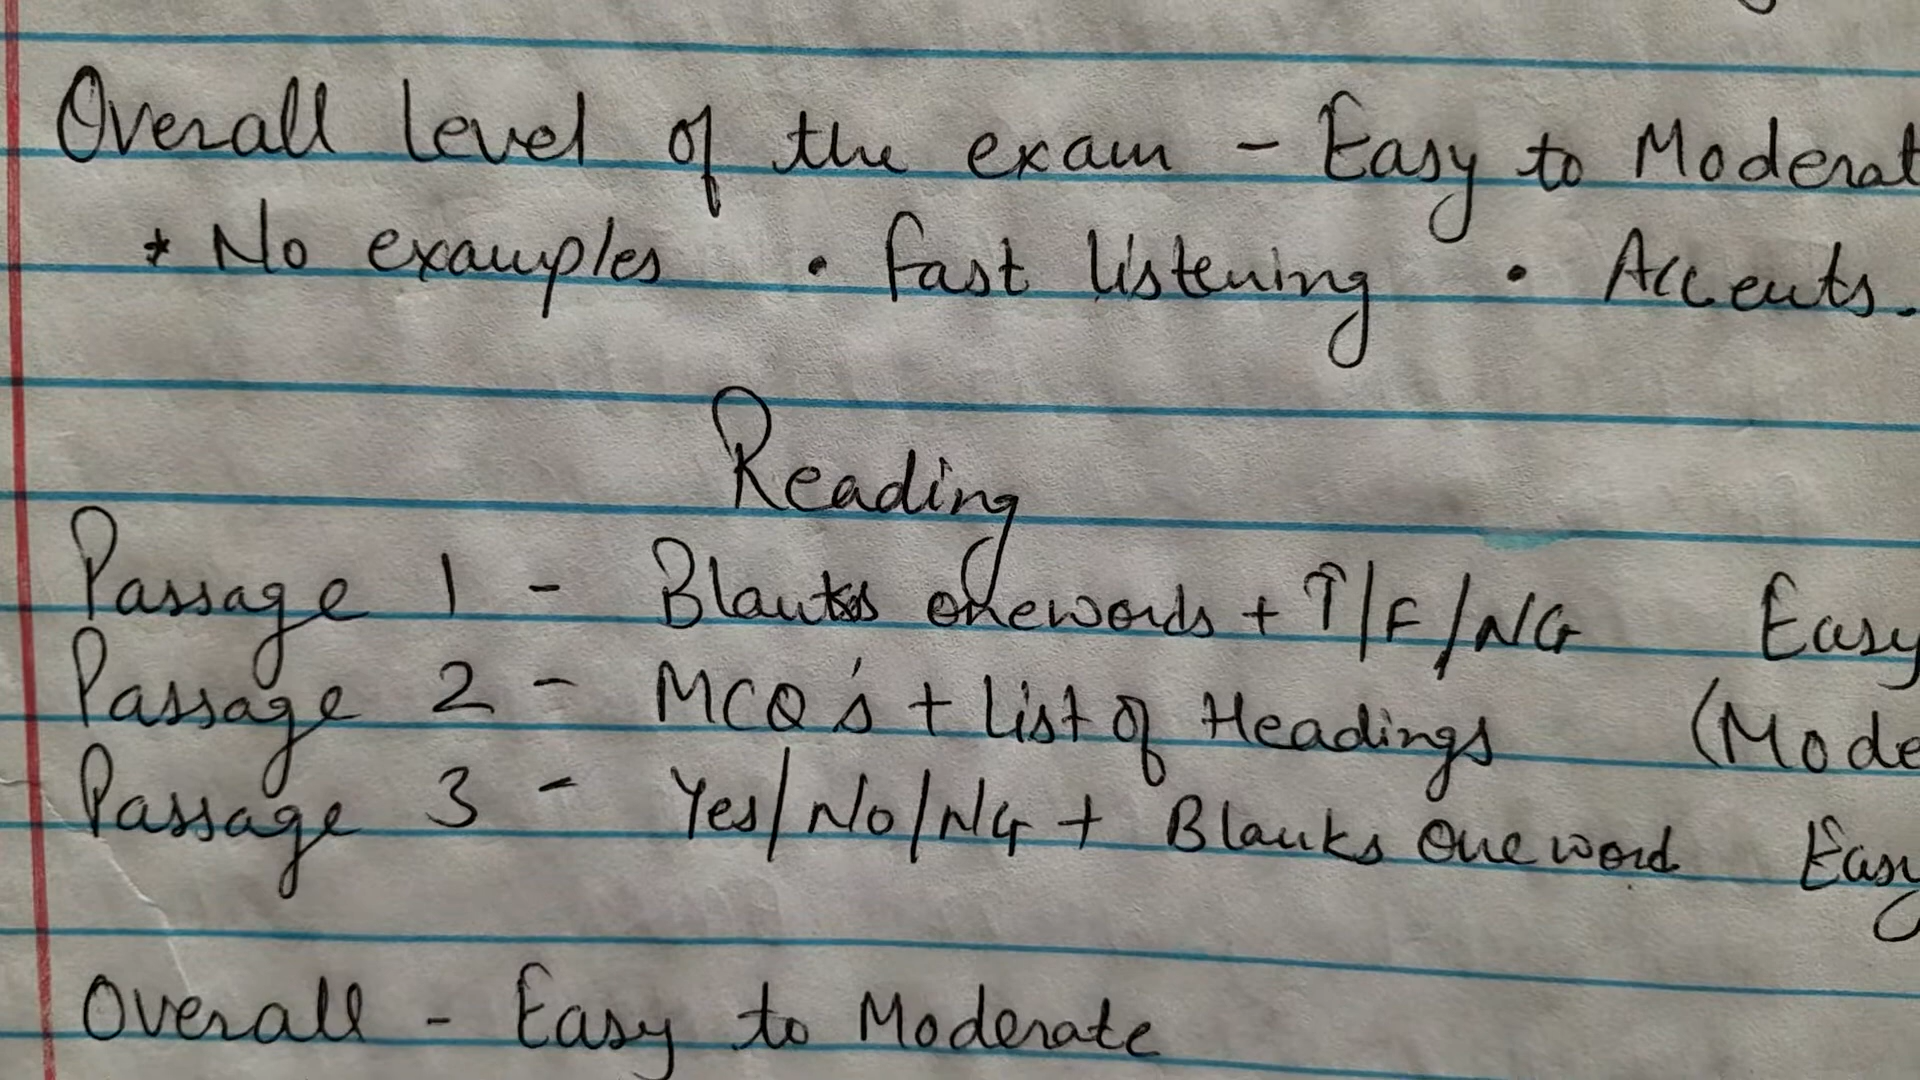 Overall level of the exam - Easy to Moderat
* No examples • fast listening • Accents.
Reading
Passage 1 - Blanks onewords + T/F/NG Easy
Passage 2 - MCQ's + List of Headings (Mode
Passage 3 - Yes/No/NG + Blanks One word Easy
Overall - Easy to Moderate